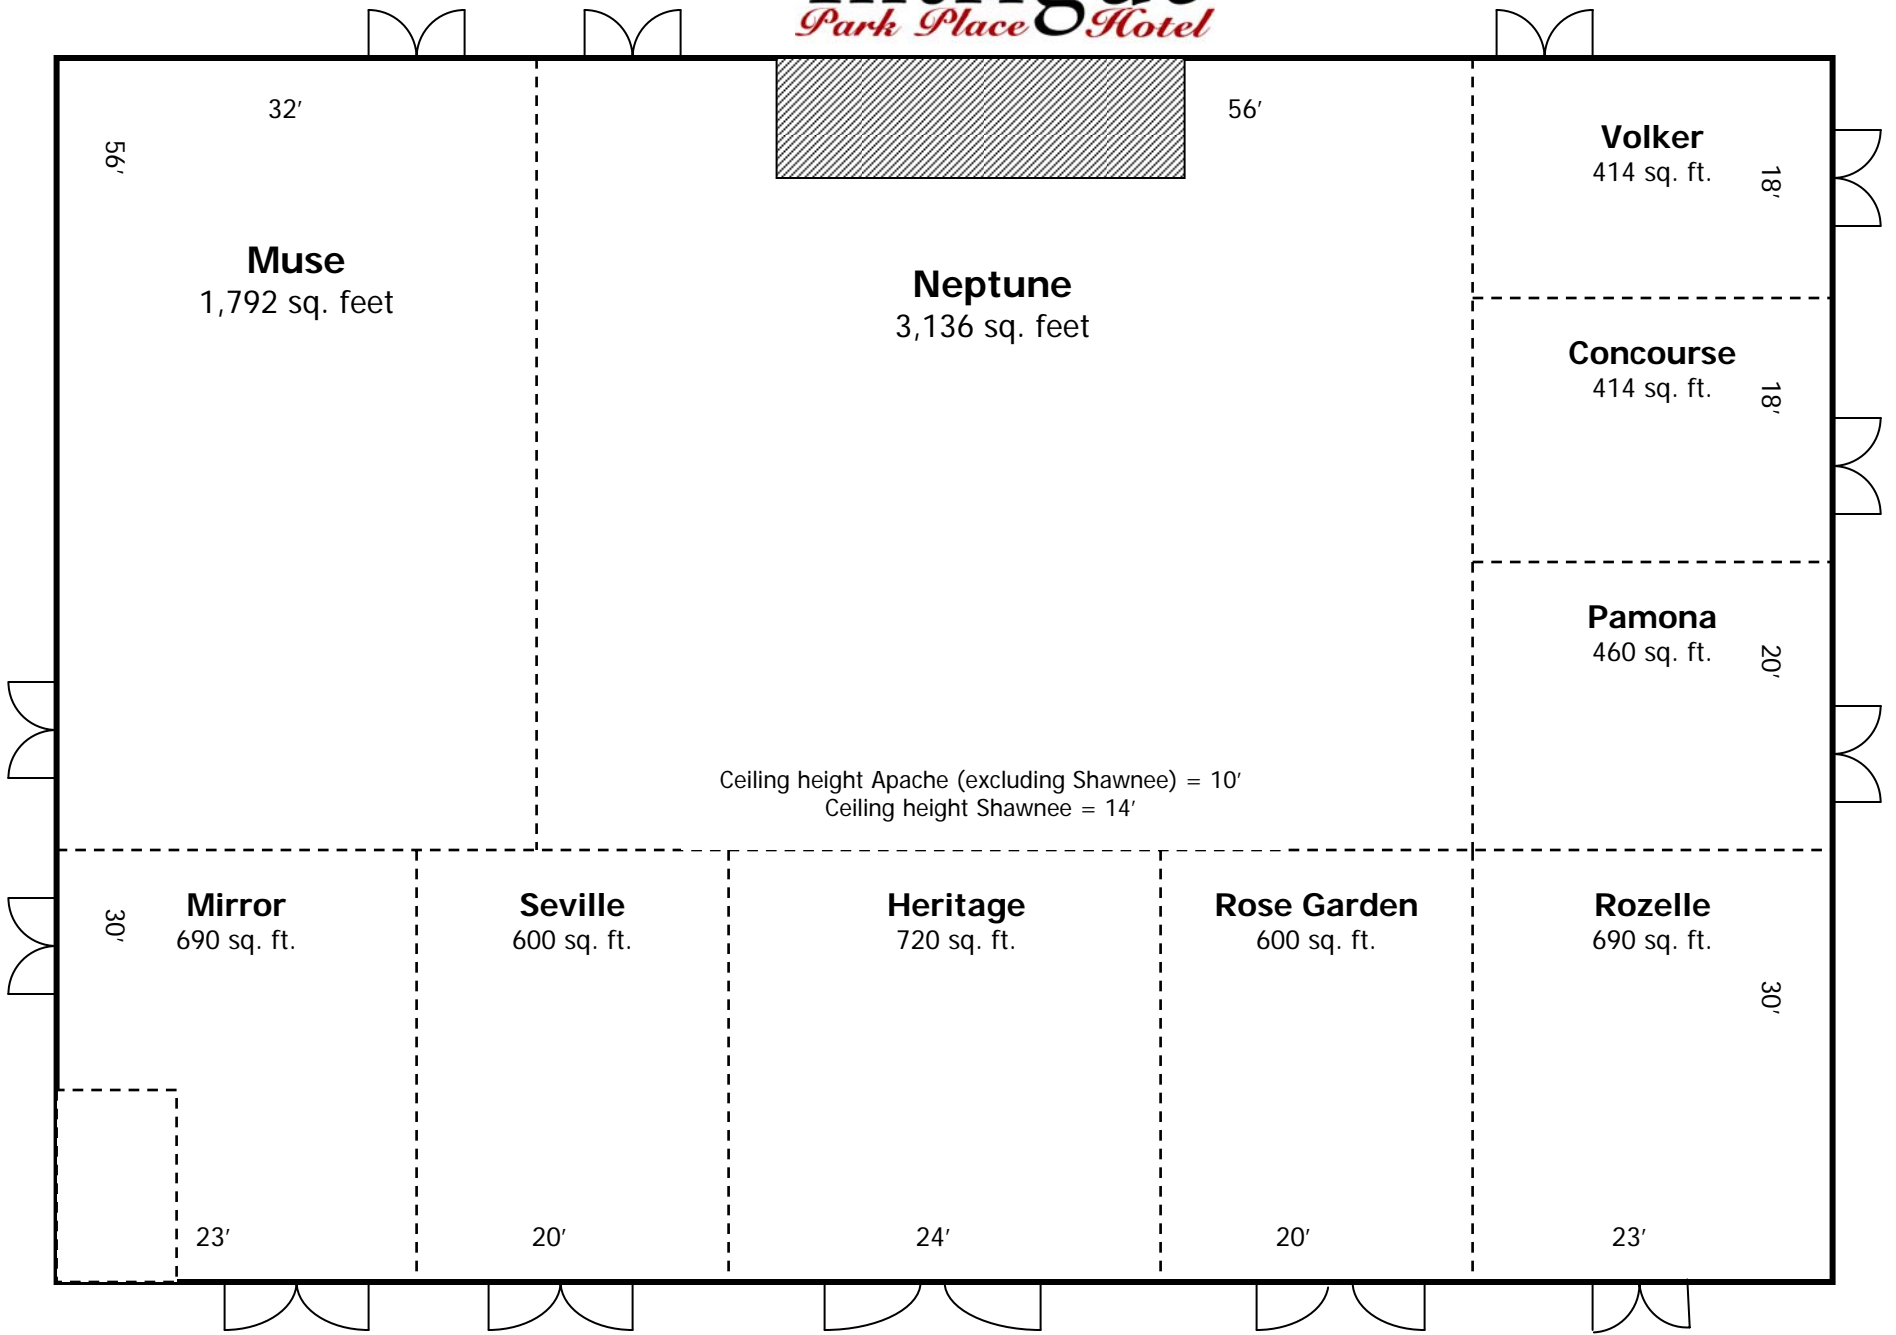 Park Place Hotel
32′
56′
56′
Muse
1,792 sq. feet
Neptune
3,136 sq. feet
Volker
414 sq. ft.
18′
Concourse
414 sq. ft.
18′
Pamona
460 sq. ft.
20′
Ceiling height Apache (excluding Shawnee) = 10′
Ceiling height Shawnee = 14′
Mirror
690 sq. ft.
30′
Seville
600 sq. ft.
Heritage
720 sq. ft.
Rose Garden
600 sq. ft.
Rozelle
690 sq. ft.
30′
23′
20′
24′
20′
23′